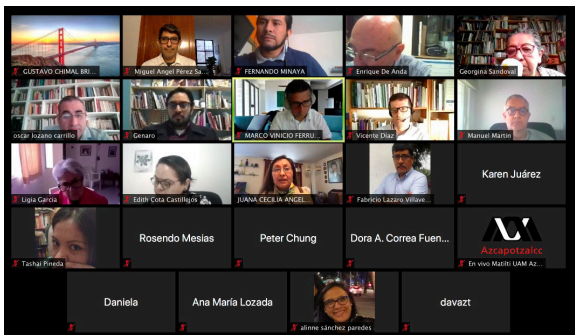 GUSTAVO CHIMAL BRI...
Miguel Angel Pérez Sa...
FERNANDO MINAYA
Enrique De Anda
Georgina Sandoval
oscar lozano carrillo
Genaro
MARCO VINICIO FERRU...
Vicente Díaz
Manuel Martín
Ligia García
Edith Cota Castillejos
JUANA CECILIA ANGEL...
Fabricio Lázaro Villave...
Karen Juárez
Tashai Pineda
Rosendo Mesias
Peter Chung
Dora A. Correa Fuen...
Azcapotzalco
En vivo Matilti UAM Az...
Daniela
Ana María Lozada
alinne sánchez paredes
davazt